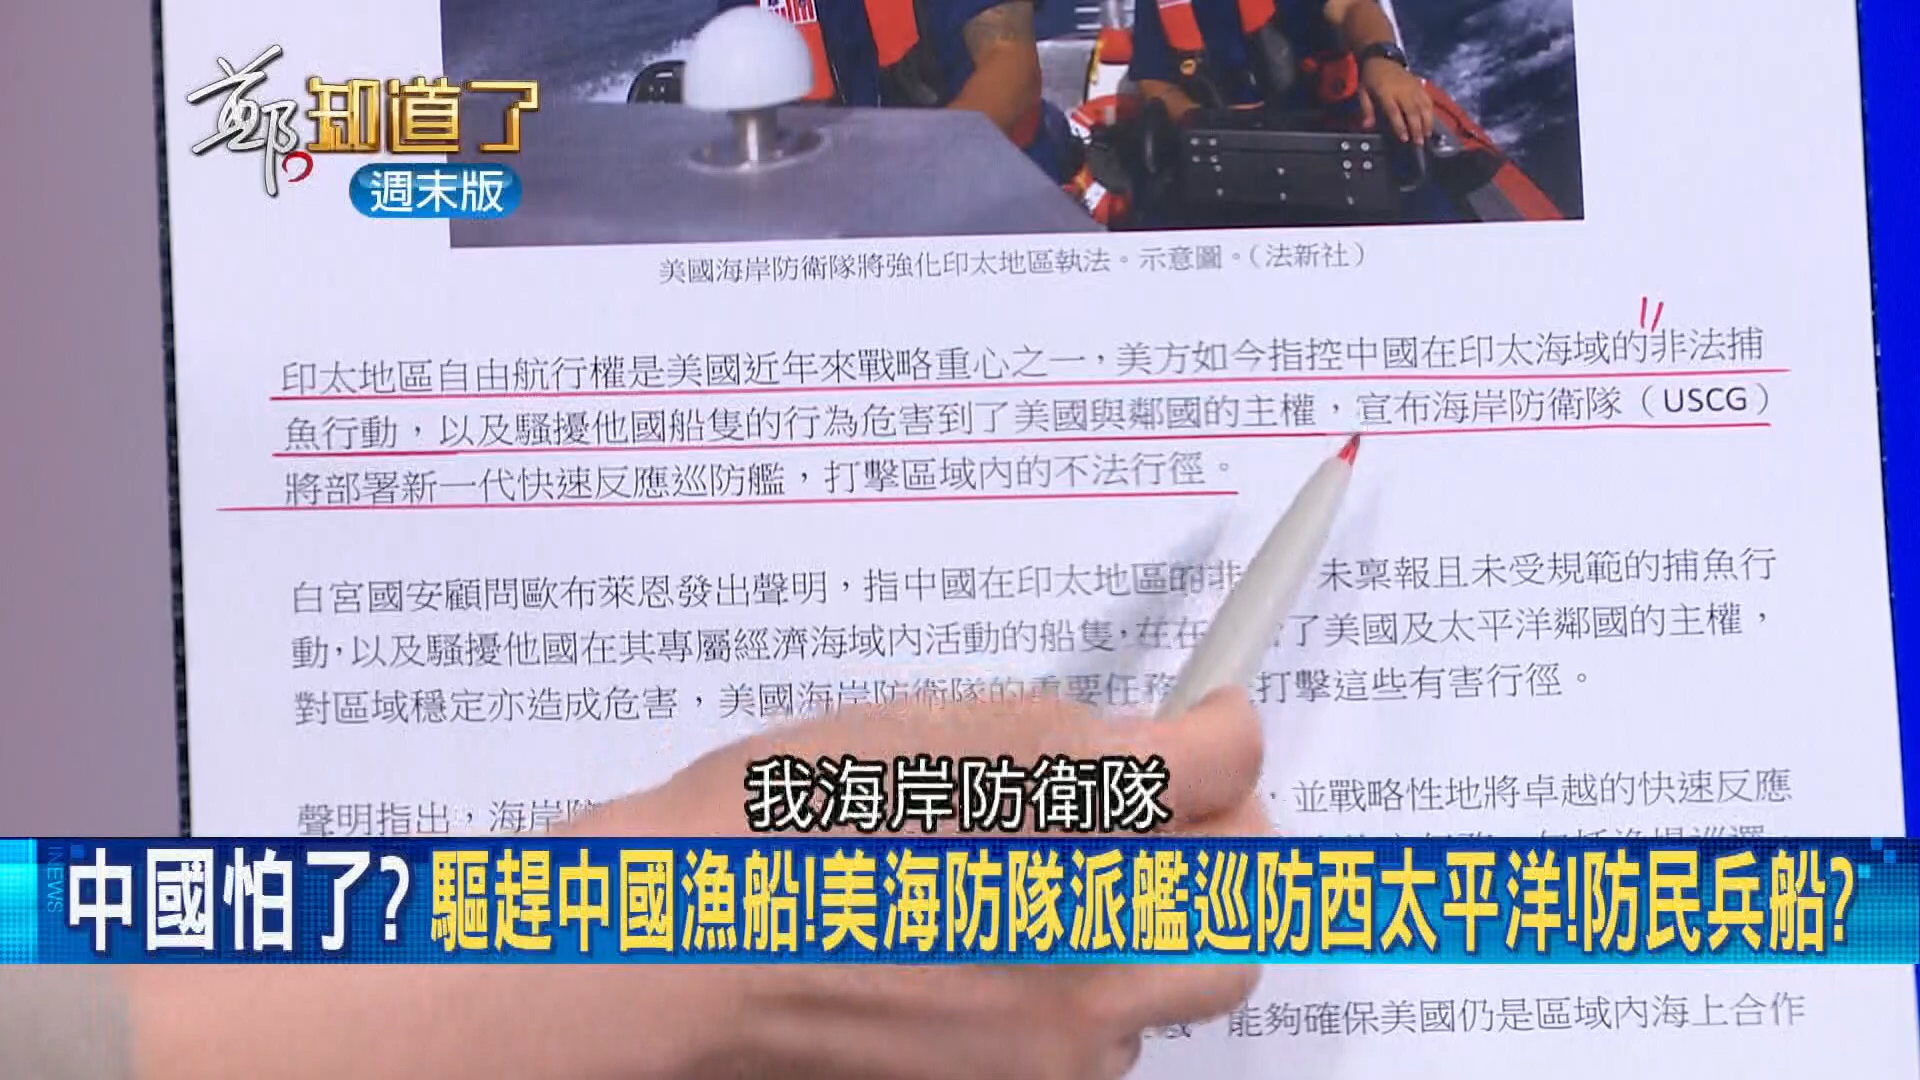 鄭知道了
週末版
美國海岸防衛隊將強化印太地區執法。示意圖。(法新社)
印太地區自由航行權是美國近年來戰略重心之一，美方如今指控中國在印太海域的非法捕
魚行動，以及騷擾他國船隻的行為危害到了美國與鄰國的主權，宣布海岸防衛隊（USCG）
將部署新一代快速反應巡防艦，打擊區域內的不法行徑。
白宮國安顧問歐布萊恩發出聲明，指中國在印太地區的非 未稟報且未受規範的捕魚行
動，以及騷擾他國在其專屬經濟海域內活動的船隻，在在 了美國及太平洋鄰國的主權，
對區域穩定亦造成危害，美國海岸防衛隊的重要任務 打擊這些有害行徑。
聲明指出，海岸 ，並戰略性地將卓越的快速反應
我海岸防衛隊
IN NEWS
中國怕了? 驅趕中國漁船!美海防隊派艦巡防西太平洋!防民兵船?
能夠確保美國仍是區域內海上合作